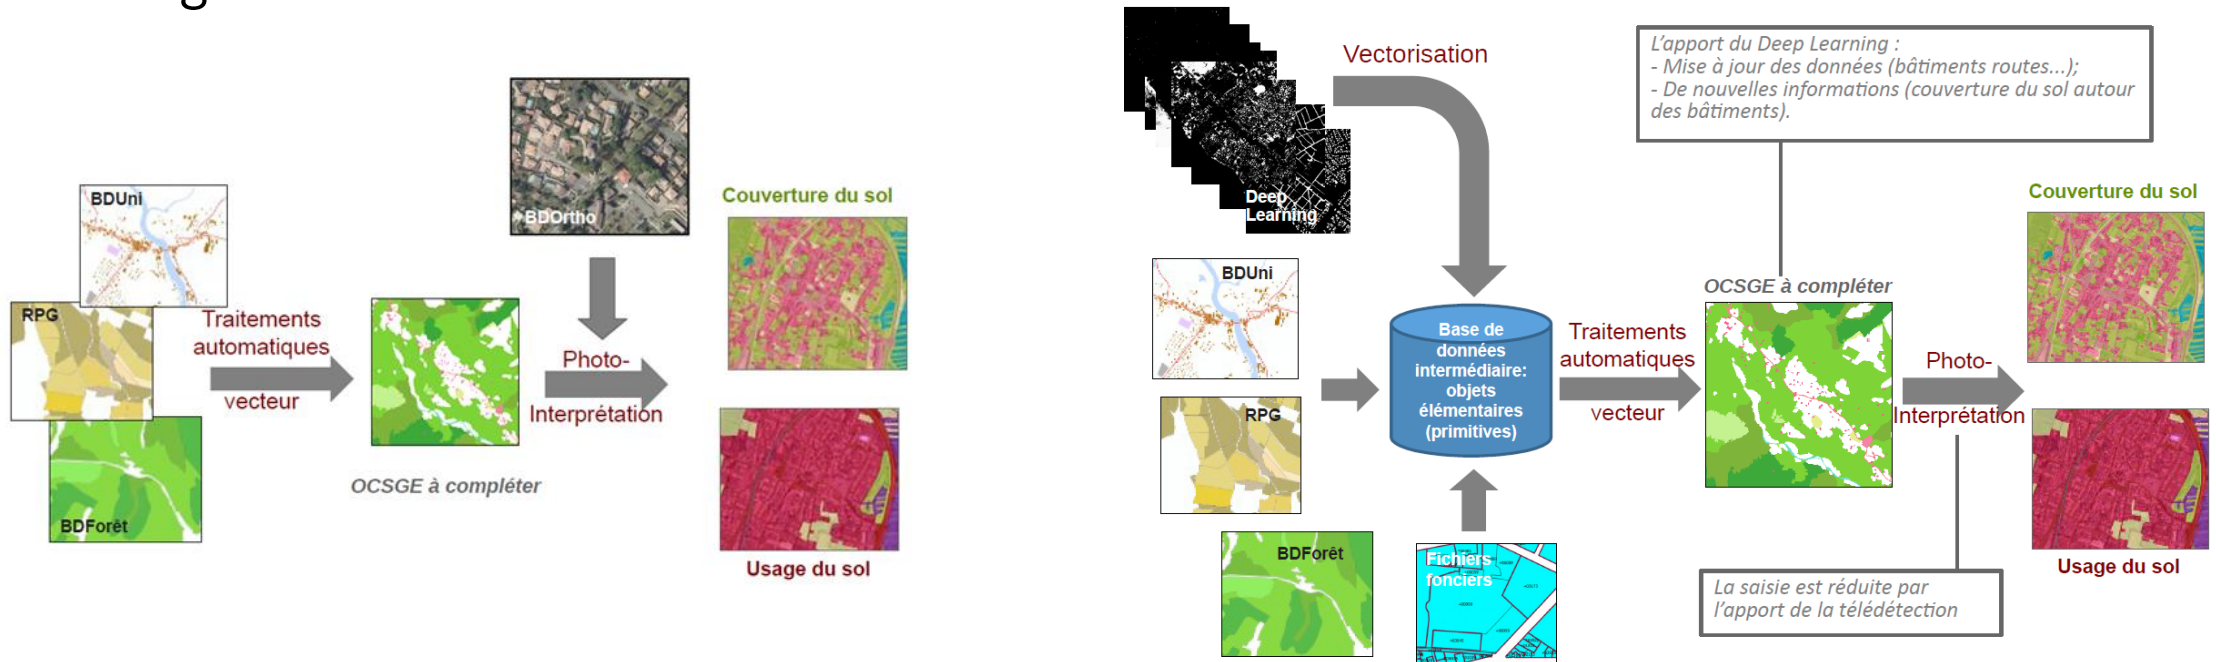 BDUni
RPG
BDForêt
Traitements
automatiques
vecteur
OCSGE à compléter
BDOrtho
Photo-
Interprétation
Couverture du sol
Usage du sol
Deep
Learning
Vectorisation
BDUni
RPG
BDForêt
Fichiers
fonciers
Base de
données
intermédiaire:
objets
élémentaires
(primitives)
Traitements
automatiques
vecteur
L'apport du Deep Learning :
- Mise à jour des données (bâtiments routes...);
- De nouvelles informations (couverture du sol autour
des bâtiments).
OCSGE à compléter
Photo-
Interprétation
La saisie est réduite par
l'apport de la télédétection
Couverture du sol
Usage du sol